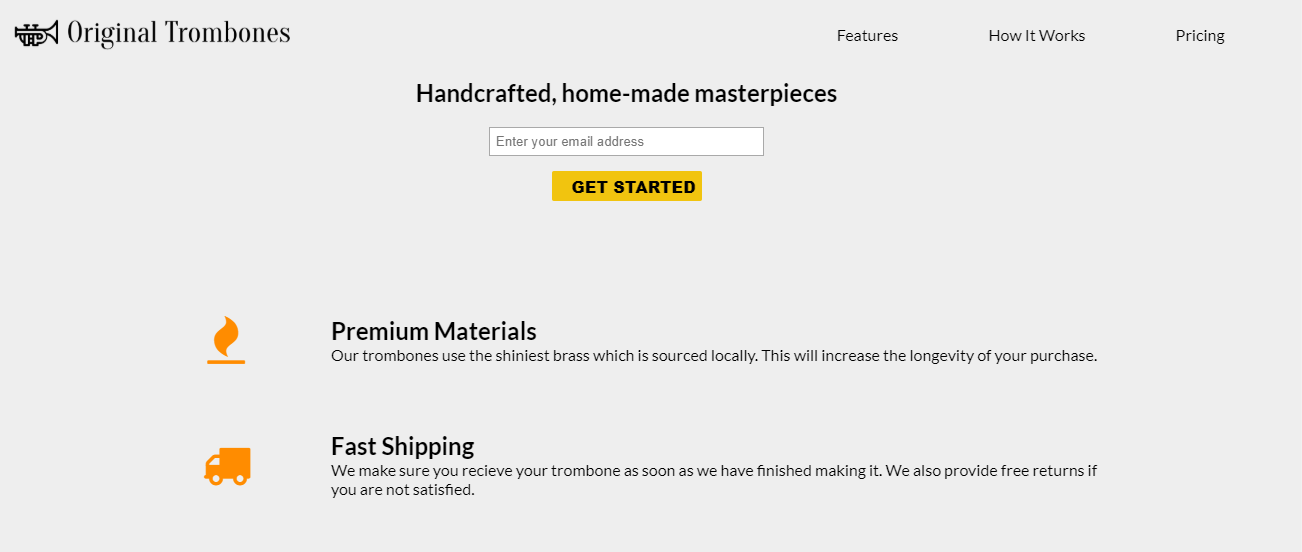 Original Trombones
Features
How It Works
Pricing
Handcrafted, home-made masterpieces
Enter your email address
GET STARTED
Premium Materials
Our trombones use the shiniest brass which is sourced locally. This will increase the longevity of your purchase.
Fast Shipping
We make sure you recieve your trombone as soon as we have finished making it. We also provide free returns if
you are not satisfied.